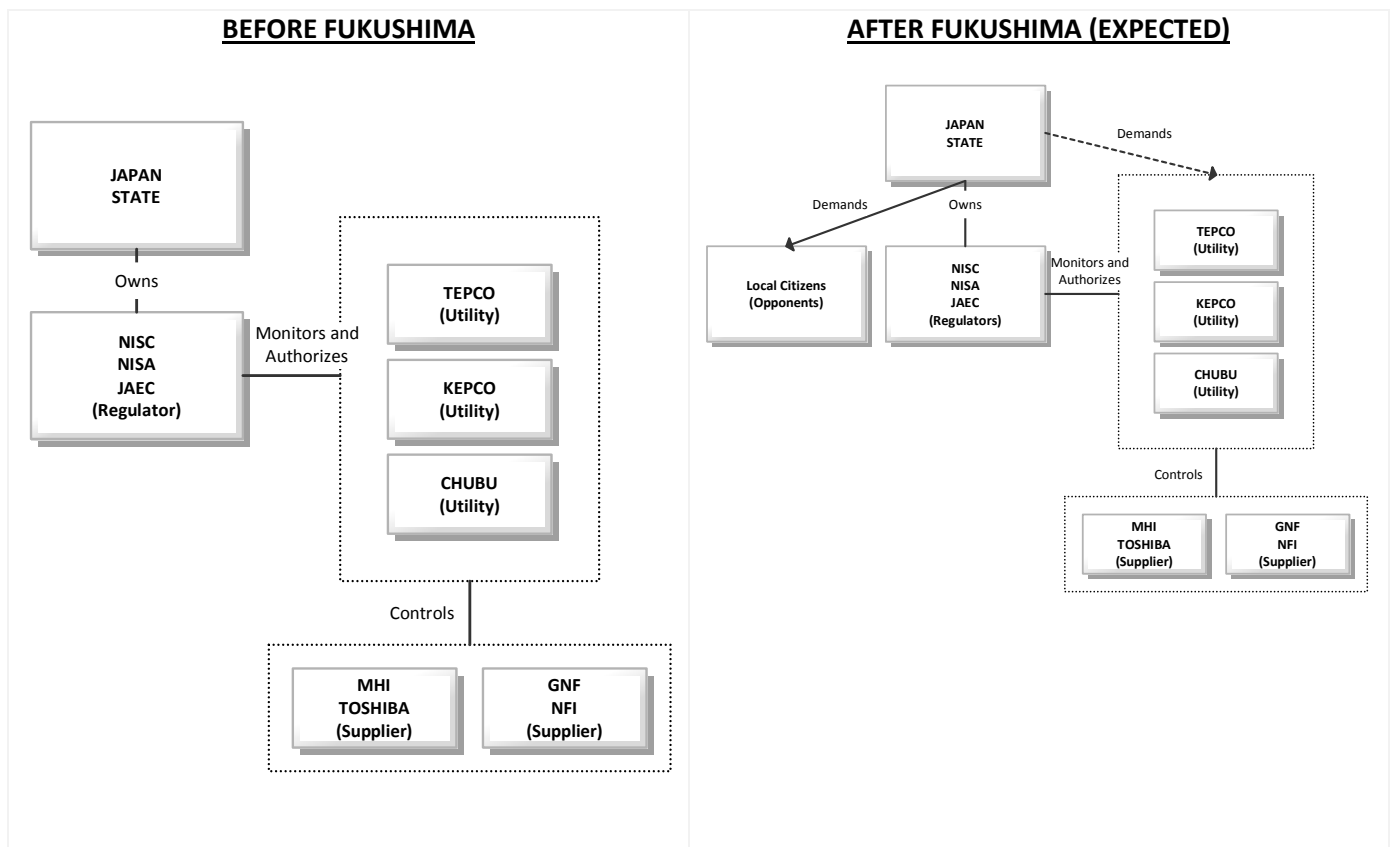 BEFORE FUKUSHIMA
JAPAN
STATE
Owns
NISC
NISA
JAEC
(Regulator)
Monitors and
Authorizes
TEPCO
(Utility)
KEPCO
(Utility)
CHUBU
(Utility)
Controls
MHI
TOSHIBA
(Supplier)
GNF
NFI
(Supplier)
AFTER FUKUSHIMA (EXPECTED)
JAPAN
STATE
Demands
Demands
Owns
Local Citizens
(Opponents)
NISC
NISA
JAEC
(Regulators)
Monitors and
Authorizes
TEPCO
(Utility)
KEPCO
(Utility)
CHUBU
(Utility)
Controls
MHI
TOSHIBA
(Supplier)
GNF
NFI
(Supplier)